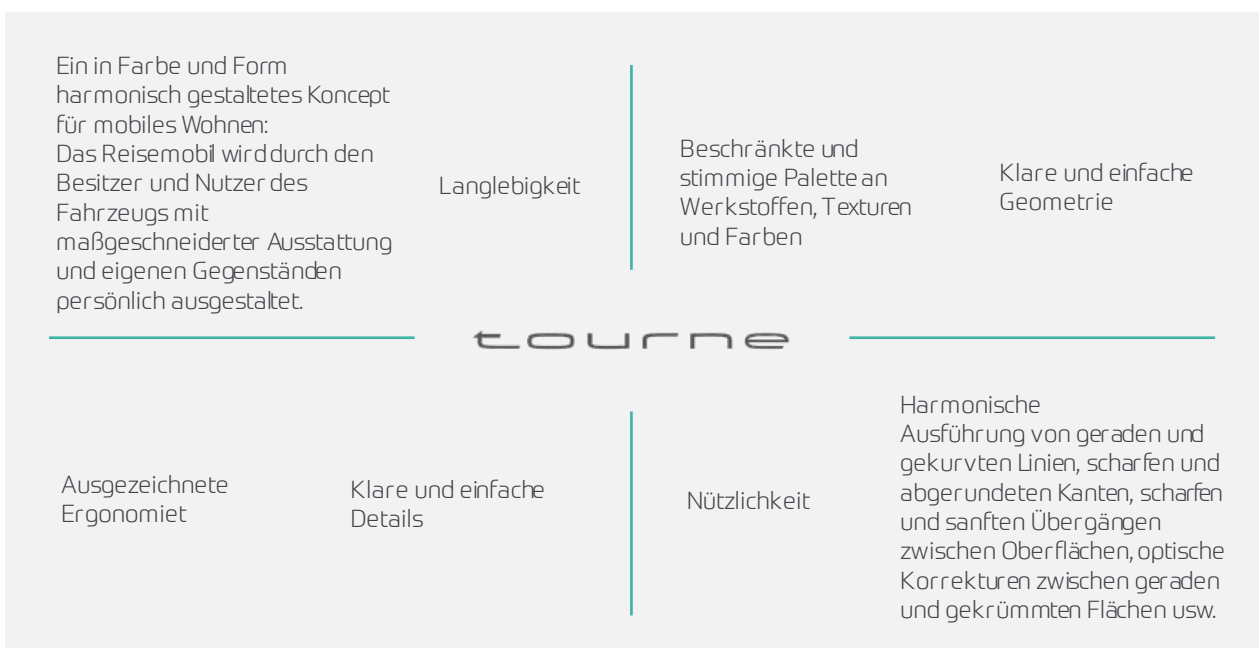 Ein in Farbe und Form
harmonisch gestaltetes Koncept
für mobiles Wohnen:
Das Reisemobil wird durch den
Besitzer und Nutzer des
Fahrzeugs mit
maßgeschneiderter Ausstattung
und eigenen Gegenständen
persönlich ausgestaltet.
Langlebigkeit
Beschränkte und
stimmige Palette an
Werkstoffen, Texturen
und Farben
Klare und einfache
Geometrie
tourne
Ausgezeichnete
Ergonomiet
Klare und einfache
Details
Nützlichkeit
Harmonische
Ausführung von geraden und
gekurvten Linien, scharfen und
abgerundeten Kanten, scharfen
und sanften Übergängen
zwischen Oberflächen, optische
Korrekturen zwischen geraden
und gekrümmten Flächen usw.